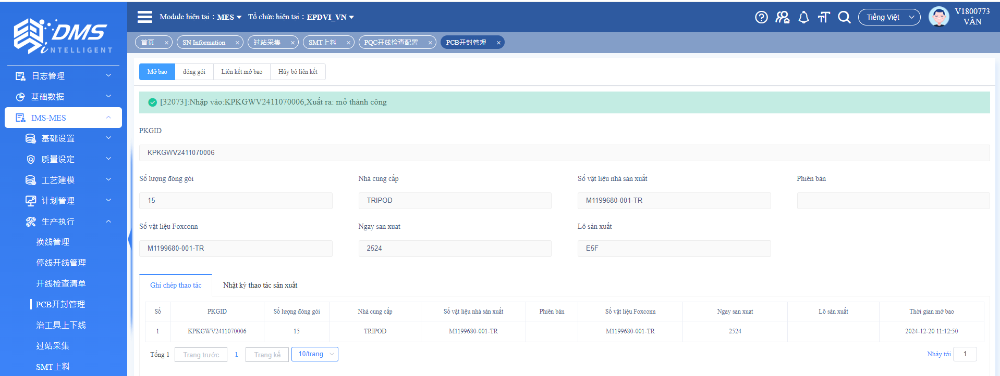 DMS
iNTELLIGENT
Module hiện tại : MES
Tổ chức hiện tại : EPDVI_VN
Tiếng Việt
V1800773
VÂN
首页 ×
SN Information ×
过站采集 ×
SMT上料 ×
PQC开线检查配置 ×
PCB开封管理 ×
日志管理
基础数据
IMS-MES
基础设置
质量设定
工艺建模
计划管理
生产执行
换线管理
停线开线管理
开线检查清单
PCB开封管理
治工具上下线
过站采集
SMT上料
Mở bao
đóng gói
Liên kết mở bao
Hủy bỏ liên kết
[32073]:Nhập vào:KPKGWV2411070006,Xuất ra: mở thành công
PKGID
KPKGWV2411070006
Số lượng đóng gói
Nhà cung cấp
Số vật liệu nhà sản xuất
Phiên bản
15
TRIPOD
M1199680-001-TR
Số vật liệu Foxconn
Ngay san xuat
Lô sản xuất
M1199680-001-TR
2524
E5F
Ghi chép thao tác
Nhật ký thao tác sản xuất
Số PKGID Số lượng đóng gói Nhà cung cấp Số vật liệu nhà sản xuất Phiên bản Số vật liệu Foxconn Ngay san xuat Lô sản xuất Thời gian mở bao
1 KPKGWV2411070006 15 TRIPOD M1199680-001-TR M1199680-001-TR 2524 2024-12-20 11:12:50
Tổng 1 Trang trước 1 Trang kế 10/trang Nhảy tới 1